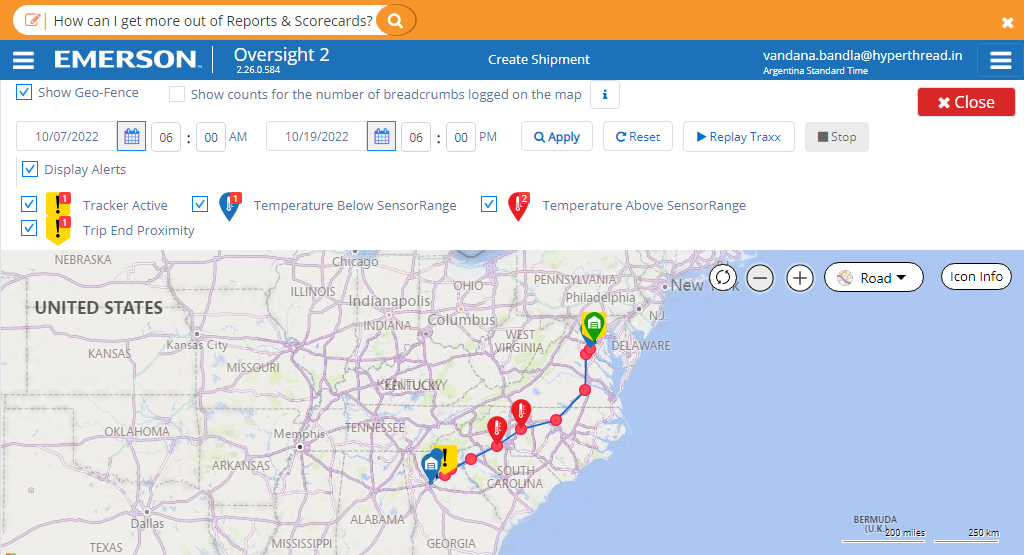 How can I get more out of Reports & Scorecards?
EMERSON™
Oversight 2
2.26.0.584
Create Shipment
vandana.bandla@hyperthread.in
Argentina Standard Time
Show Geo-Fence
Show counts for the number of breadcrumbs logged on the map
i
Close
10/07/2022
06 : 00 AM
10/19/2022
06 : 00 PM
Apply
Reset
Replay Traxx
Stop
Display Alerts
1 Tracker Active
1 Temperature Below SensorRange
2 Temperature Above SensorRange
1 Trip End Proximity
NEBRASKA
Chicago
Road
Icon Info
ILLINOIS
OHIO
PENNSYLVANIA
New
UNITED STATES
Indianapolis
Philadelphia
Columbus
N.J.
INDIANA
Kansas City
WEST
VIRGINIA
DELAWARE
KANSAS
MISSOURI
KENTUCKY
OKLAHOMA
Memphis
TENNESSEE
ARKANSAS
SOUTH
CAROLINA
Dallas
ALABAMA
BERMUDA
(U.K.)
200 miles
250 km
TEXAS
MISSISSIPPI
GEORGIA